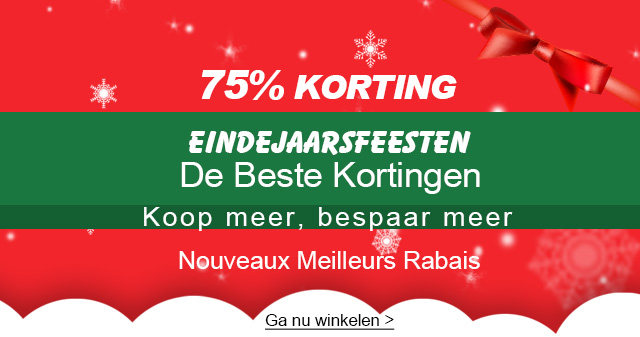 75% KORTING
EINDEJAARSFEESTEN
De Beste Kortingen
Koop meer, bespaar meer
Nouveaux Meilleurs Rabais
Ga nu winkelen >